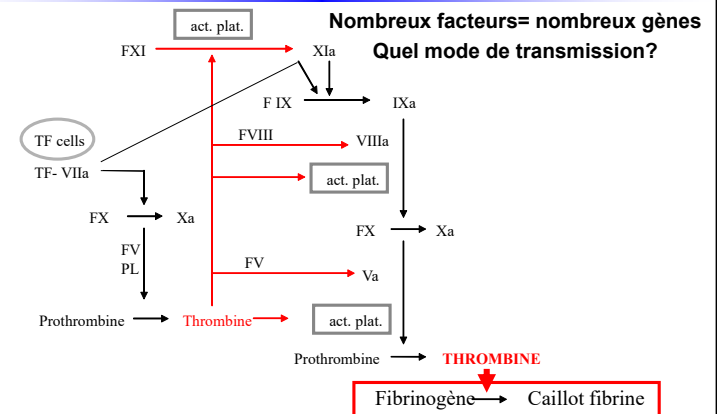 Nombreux facteurs= nombreux gènes
Quel mode de transmission?
act. plat.
FXI
XIa
F IX
IXa
TF cells
FVIII
VIIIa
TF- VIIa
act. plat.
FX
Xa
FX
Xa
FV
PL
FV
Va
Prothrombine
Thrombine
act. plat.
Prothrombine
THROMBINE
Fibrinogène
Caillot fibrine